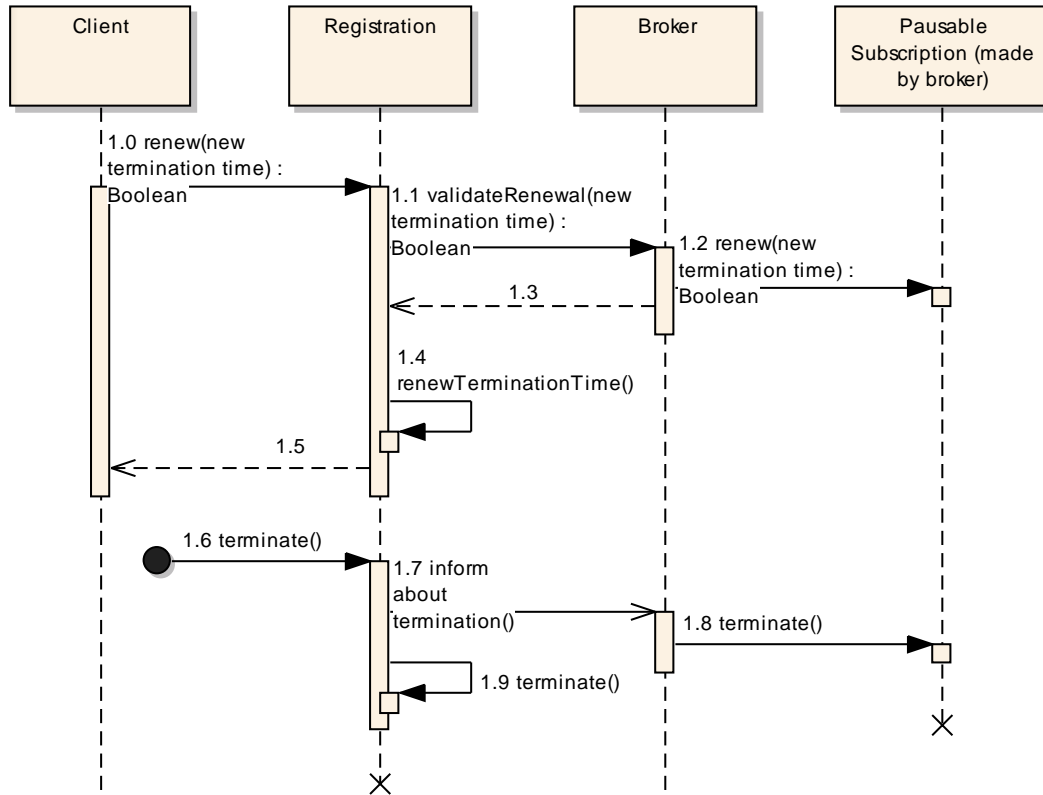 Client
Registration
Broker
Pausable
Subscription (made
by broker)
1.0 renew(new
termination time) :
Boolean
1.1 validateRenewal(new
termination time) :
Boolean
1.2 renew(new
termination time) :
Boolean
1.3
1.4
renewTerminationTime()
1.5
1.6 terminate()
1.7 inform
about
termination()
1.8 terminate()
1.9 terminate()